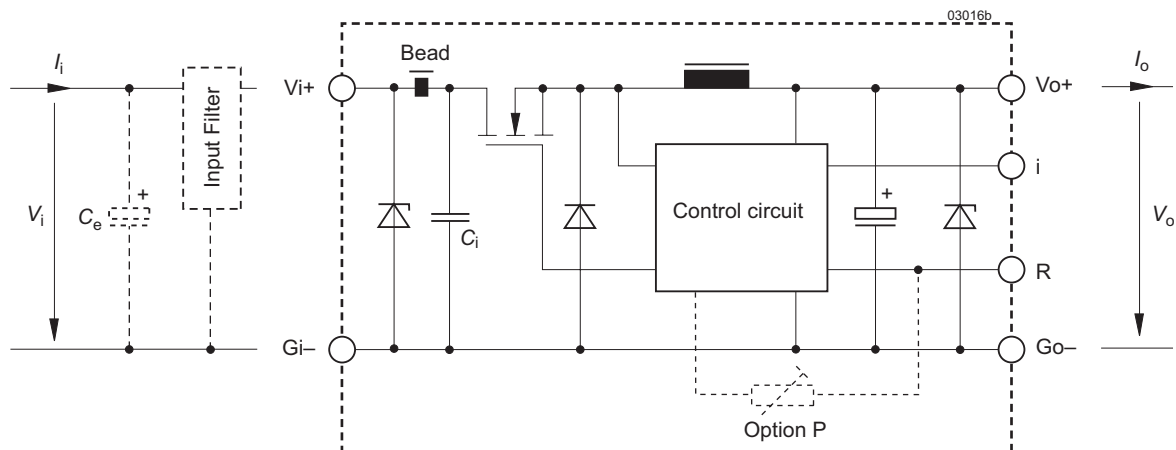 03016b
Ii
Input Filter
Vi
Ce
+
Vi+
Bead
Ci
Gi–
Control circuit
+
Option P
Vo+
i
R
Go–
Io
Vo